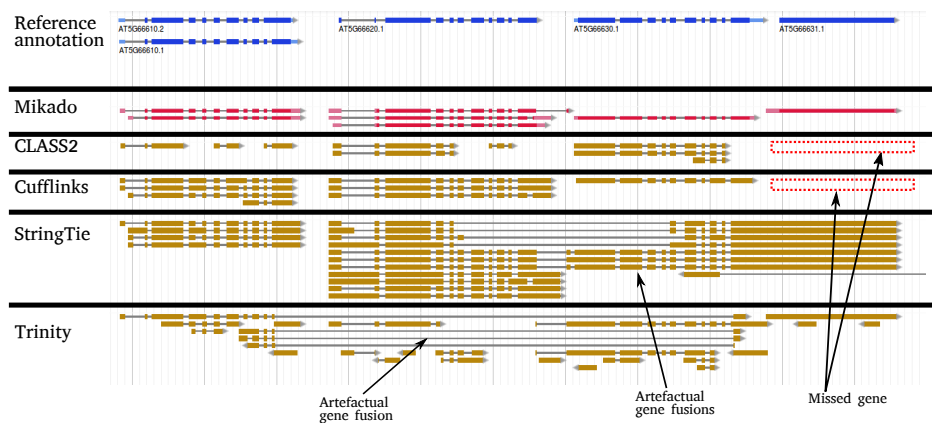 Reference
annotation
AT5G66610.2
AT5G66620.1
AT5G66630.1
AT5G66631.1
AT5G66610.1
Mikado
CLASS2
Cufflinks
StringTie
Trinity
Artefactual
gene fusion
Artefactual
gene fusions
Missed gene